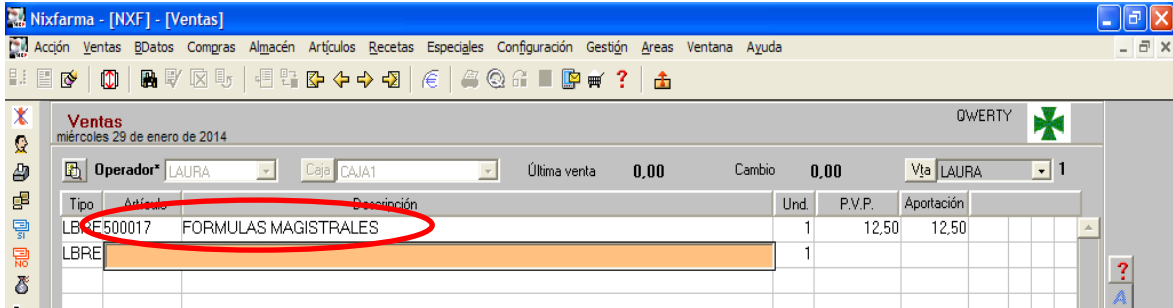 Nixfarma - [NXF] - [Ventas]
Acción Ventas BDatos Compras Almacén Artículos Recetas Especiales Configuración Gestión Areas Ventana Ayuda
Ventas QWERTY
miércoles 29 de enero de 2014
Operador* LAURA Caja CAJA1 Última venta 0,00 Cambio 0,00 Vta LAURA 1
Tipo Artículo Descripción Und. P.V.P. Aportación
LBRE 500017 FORMULAS MAGISTRALES 1 12,50 12,50
LBRE 1
SI
NO